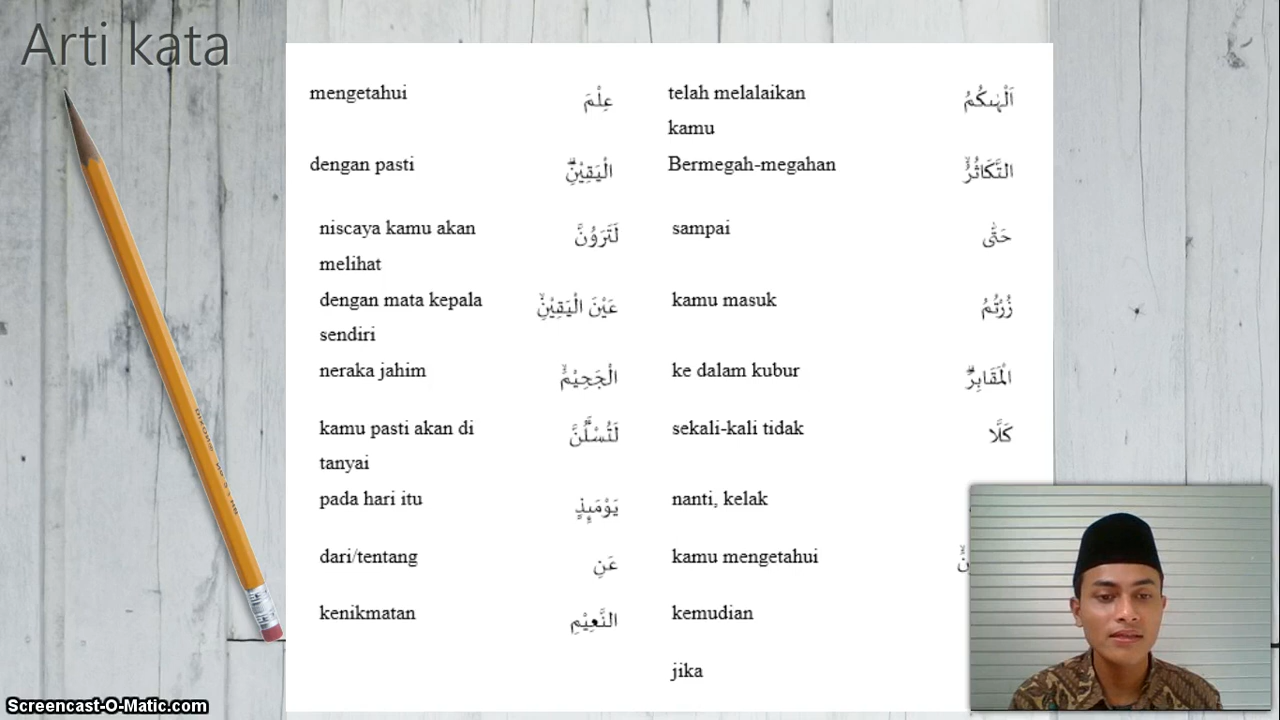 Arti kata
mengetahui عِلْمَ telah melalaikan اَلْهٰىكُمُ
kamu
dengan pasti الْيَقِيْنِۗ Bermegah-megahan التَّكَاثُرُۙ
niscaya kamu akan لَتَرَوُنَّ sampai حَتّٰى
melihat
dengan mata kepala عَيْنَ الْيَقِيْنِۙ kamu masuk زُرْتُمُ
sendiri
neraka jahim الْجَحِيْمَۙ ke dalam kubur الْمَقَابِرَۗ
kamu pasti akan di لَتُسْـَٔلُنَّ sekali-kali tidak كَلَّا
tanyai
pada hari itu يَوْمَىِٕذٍ nanti, kelak
dari/tentang عَنِ kamu mengetahui
kenikmatan النَّعِيْمِ kemudian
jika
Screencast-O-Matic.com